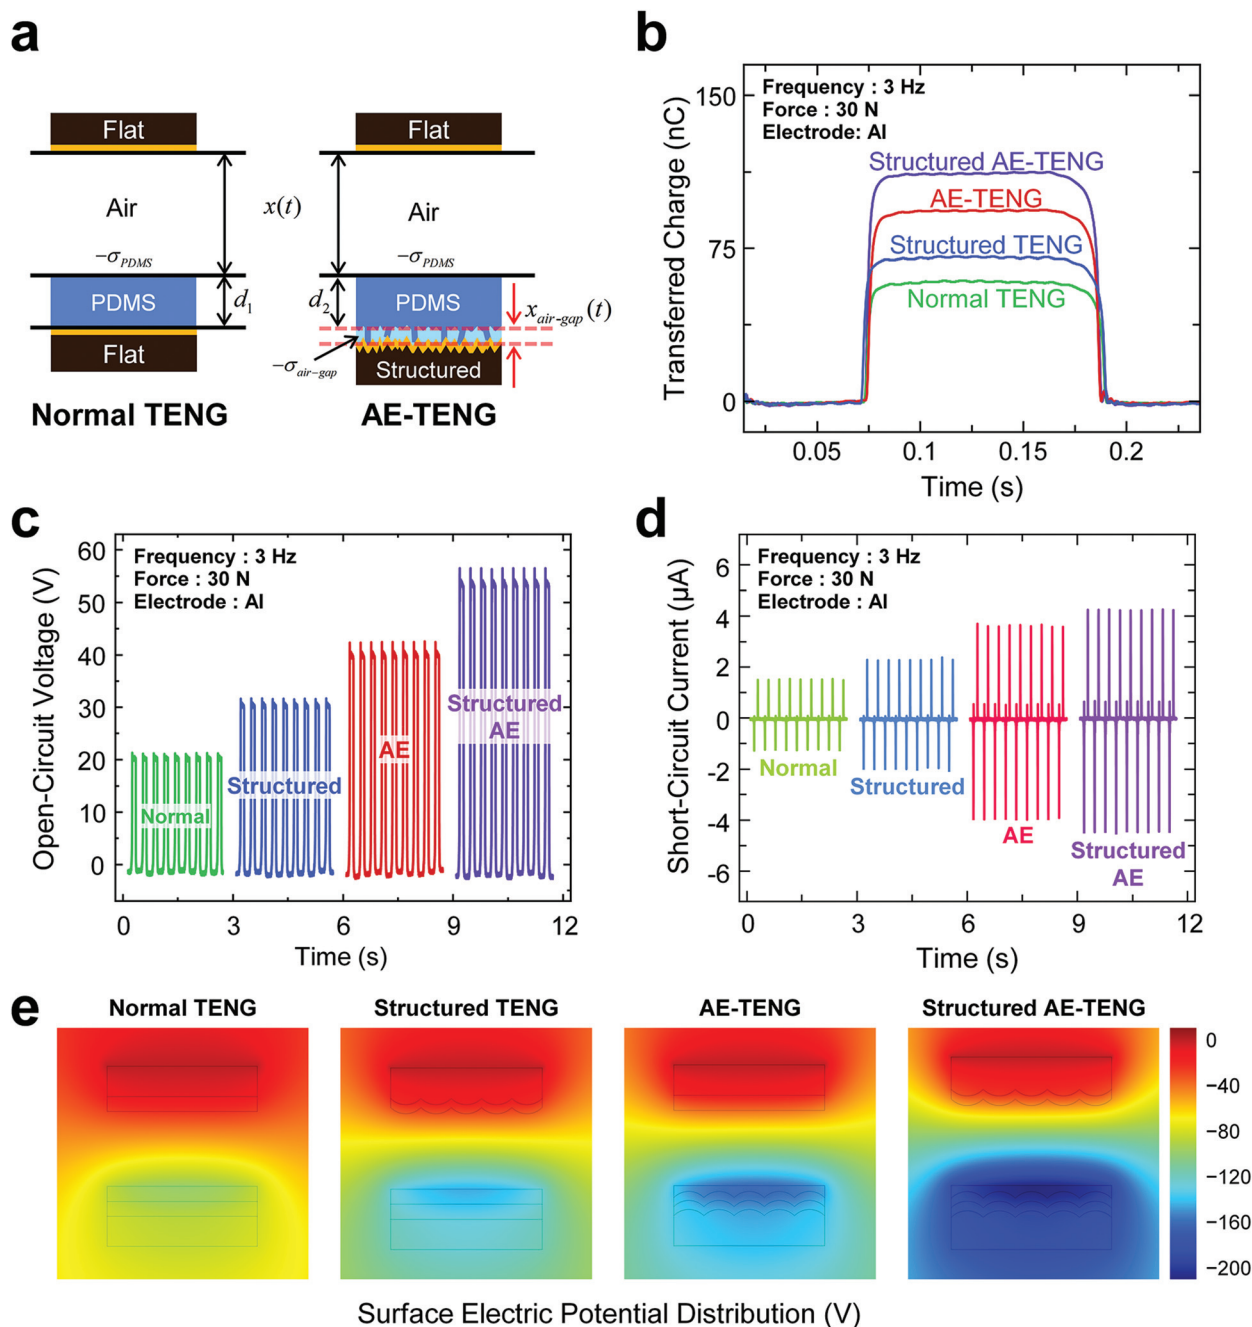 a
Flat
Air
−σPDMS
PDMS
Flat
Normal TENG
x(t)
d1
Flat
Air
−σPDMS
d2
PDMS
xair-gap(t)
−σair-gap
Structured
AE-TENG
b
Frequency : 3 Hz
Force : 30 N
Electrode: Al
Structured AE-TENG
AE-TENG
Structured TENG
Normal TENG
Transferred Charge (nC)
150
75
0
0.05
0.1
0.15
0.2
Time (s)
c
Frequency : 3 Hz
Force : 30 N
Electrode : Al
Open-Circuit Voltage (V)
60
50
40
30
20
10
0
Normal
Structured
AE
Structured
AE
0
3
6
9
12
Time (s)
d
Frequency : 3 Hz
Force : 30 N
Electrode : Al
Short-Circuit Current (μA)
6
4
2
0
-2
-4
-6
Normal
Structured
AE
Structured
AE
0
3
6
9
12
Time (s)
e
Normal TENG
Structured TENG
AE-TENG
Structured AE-TENG
0
−40
−80
−120
−160
−200
Surface Electric Potential Distribution (V)